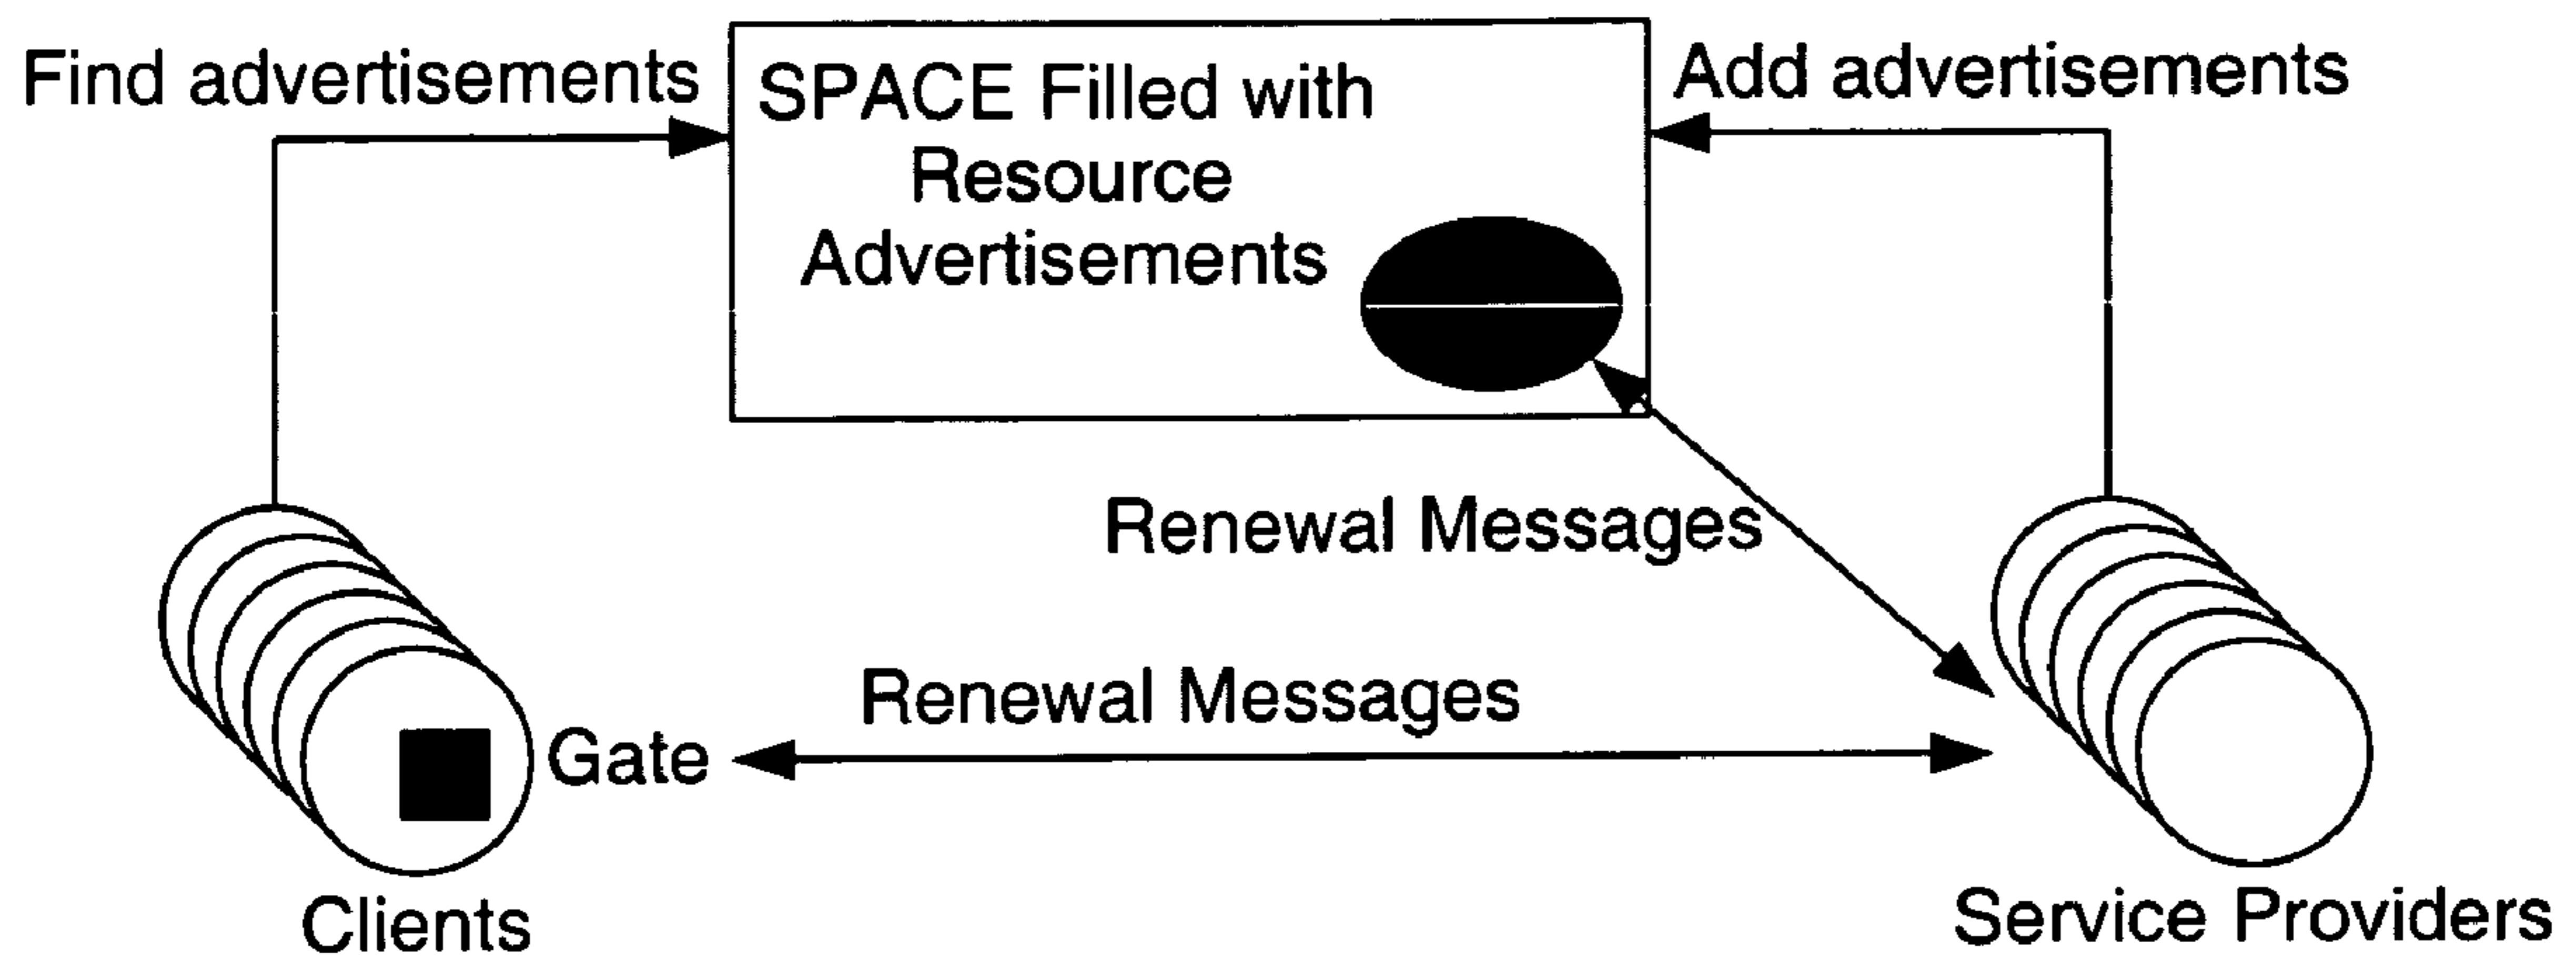 Find advertisements
SPACE Filled with
Resource
Advertisements
Add advertisements
Renewal Messages
Renewal Messages
Gate
Clients
Service Providers